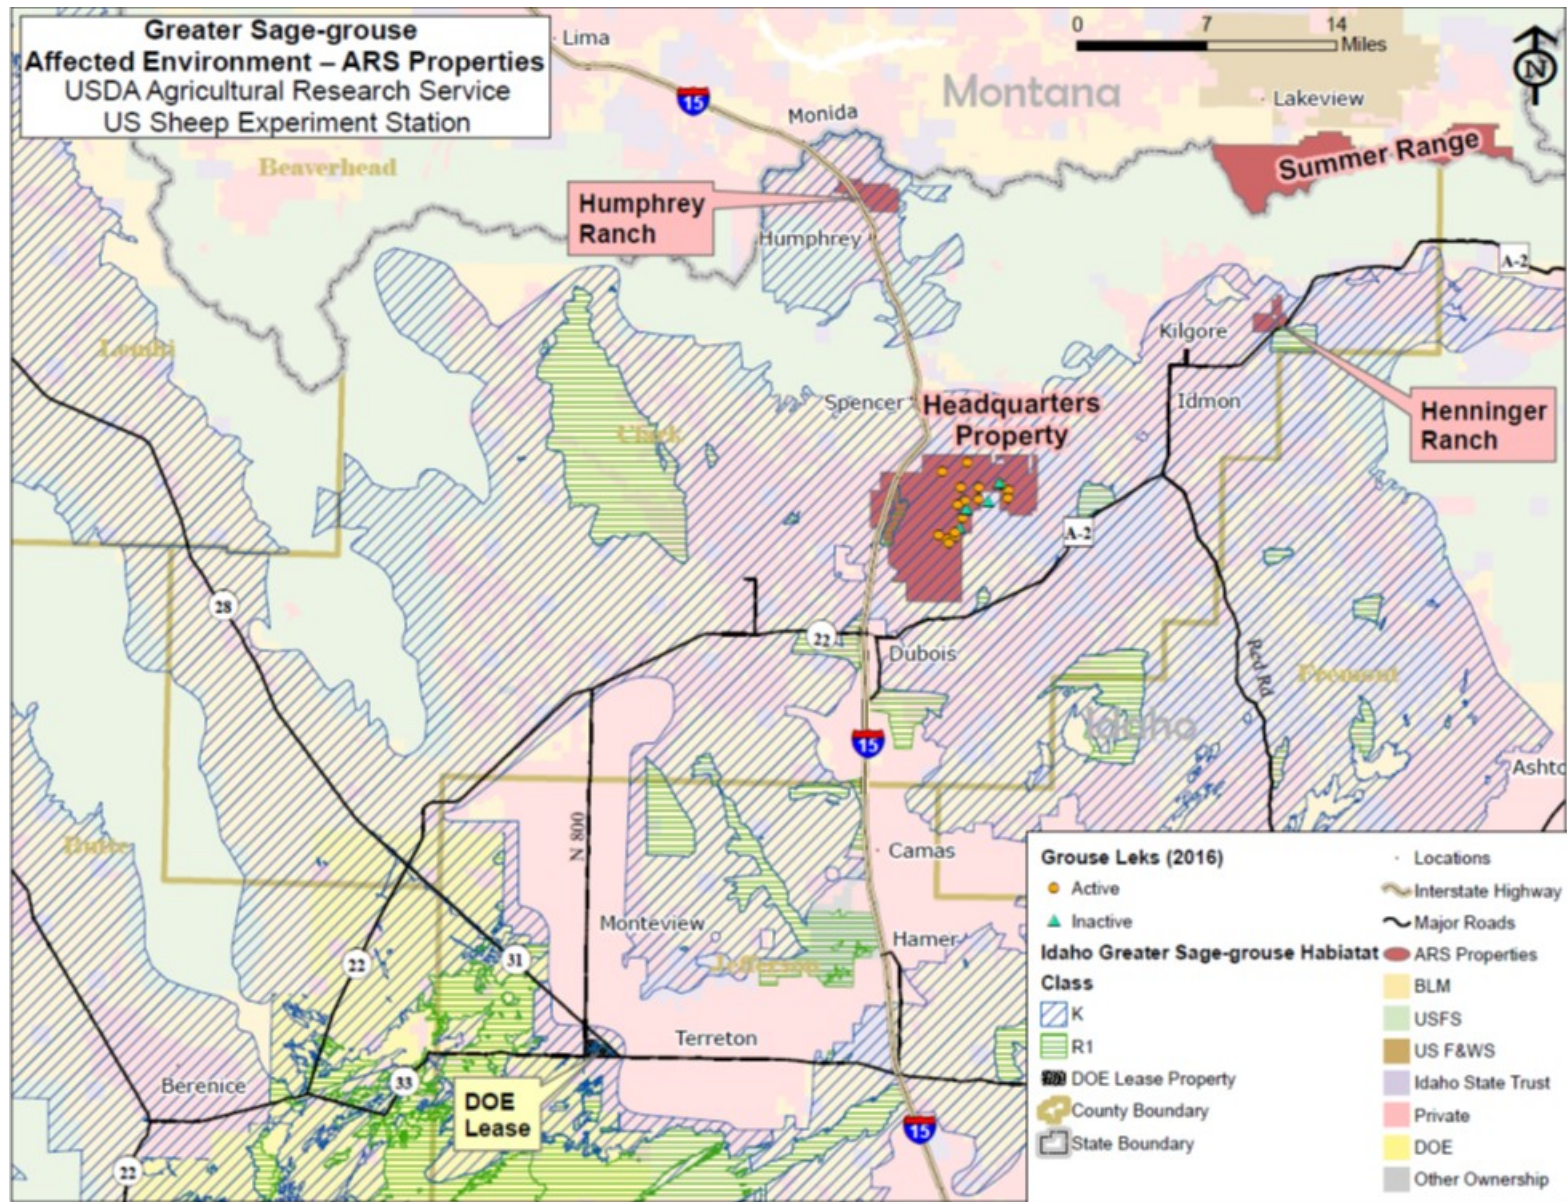 Greater Sage-grouse
Affected Environment – ARS Properties
USDA Agricultural Research Service
US Sheep Experiment Station
Lima
0 7 14
Miles
N
15
Montana
Monida
Lakeview
Beaverhead
Summer Range
Humphrey
Ranch
Humphrey
A-2
Kilgore
Lemhi
Idmon
Henninger
Ranch
Spencer
Headquarters
Property
Clark
A-2
28
22
Dubois
Red Rd
Fremont
Idaho
15
Ashto
N 800
Butte
Camas
Monteview
Hamer
Jefferson
22
31
Terreton
Berenice
33
DOE
Lease
15
22
Grouse Leks (2016)
Active
Inactive
Idaho Greater Sage-grouse Habiatat
Class
K
R1
DOE Lease Property
County Boundary
State Boundary
Locations
Interstate Highway
Major Roads
ARS Properties
BLM
USFS
US F&WS
Idaho State Trust
Private
DOE
Other Ownership